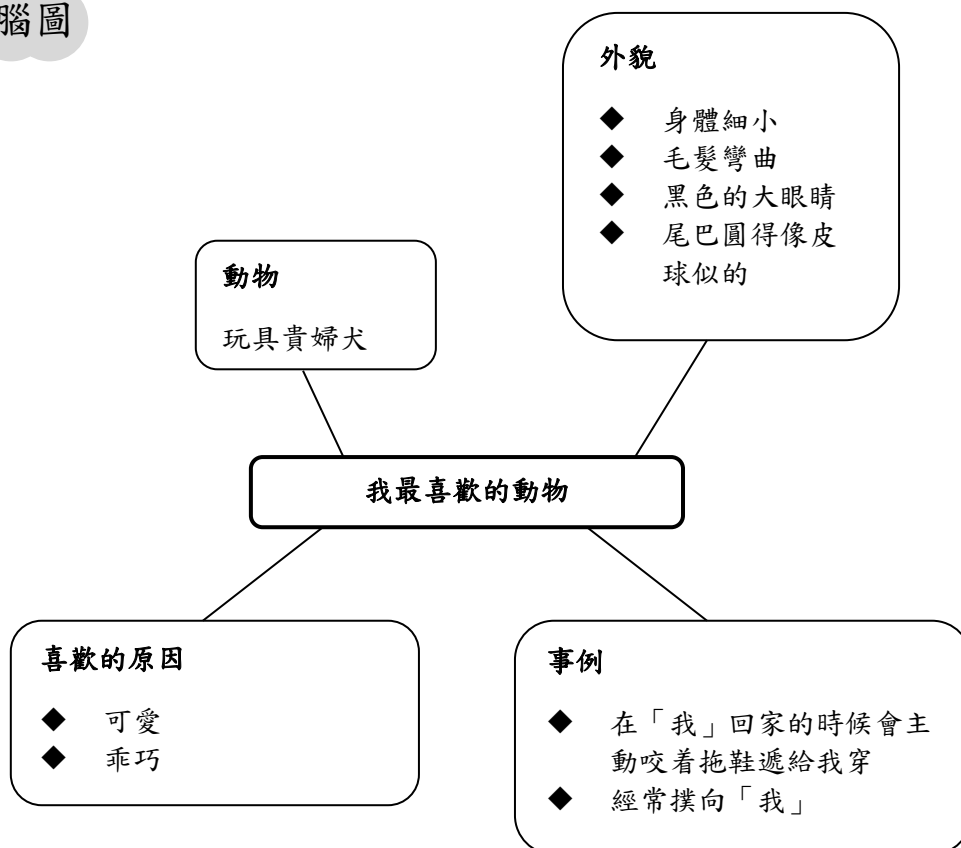 腦圖
外貌
◆ 身體細小
◆ 毛髮彎曲
◆ 黑色的大眼睛
◆ 尾巴圓得像皮
球似的
動物
玩具貴婦犬
我最喜歡的動物
喜歡的原因
◆ 可愛
◆ 乖巧
事例
◆ 在「我」回家的時候會主
動咬着拖鞋遞給我穿
◆ 經常撲向「我」